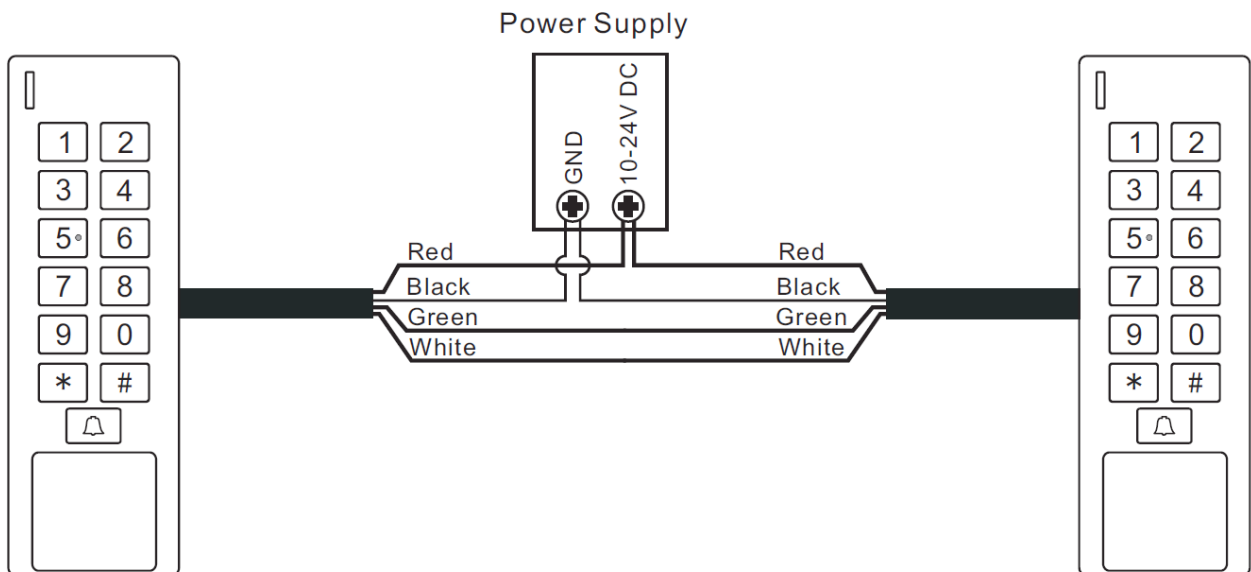 Power Supply
GND
10-24V DC
1 2
3 4
5 6
7 8
9 0
* #
Red
Black
Green
White
Red
Black
Green
White
1 2
3 4
5 6
7 8
9 0
* #